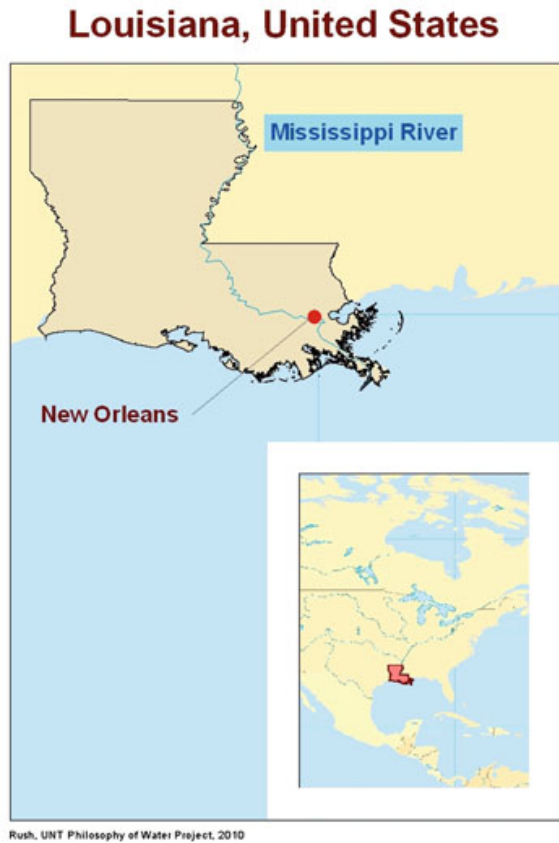 Louisiana, United States
Mississippi River
New Orleans
Rush, UNT Philosophy of Water Project, 2010